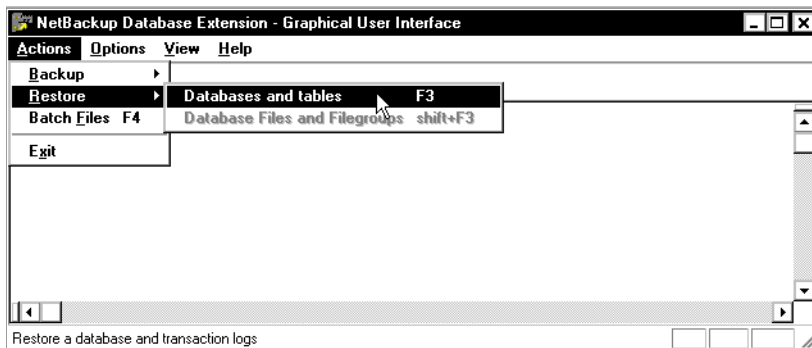 NetBackup Database Extension - Graphical User Interface
Actions Options View Help
Backup
Restore
Databases and tables F3
Batch Files F4
Database Files and Filegroups shift+F3
Exit
Restore a database and transaction logs